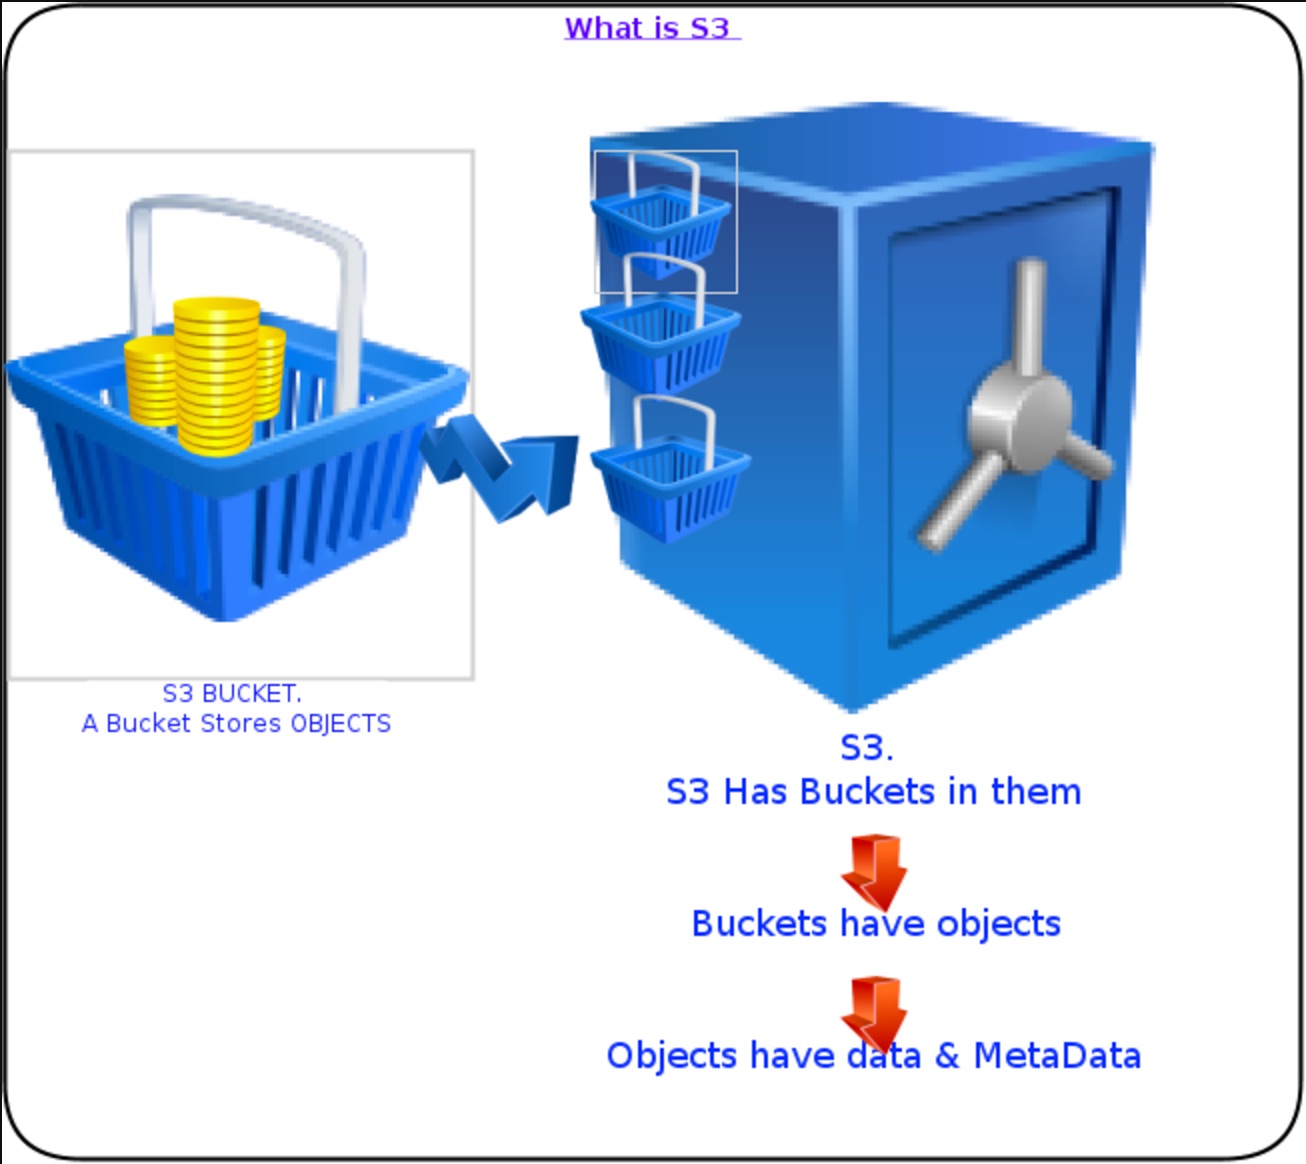 What is S3
S3 BUCKET.
A Bucket Stores OBJECTS
S3.
S3 Has Buckets in them
Buckets have objects
Objects have data & MetaData